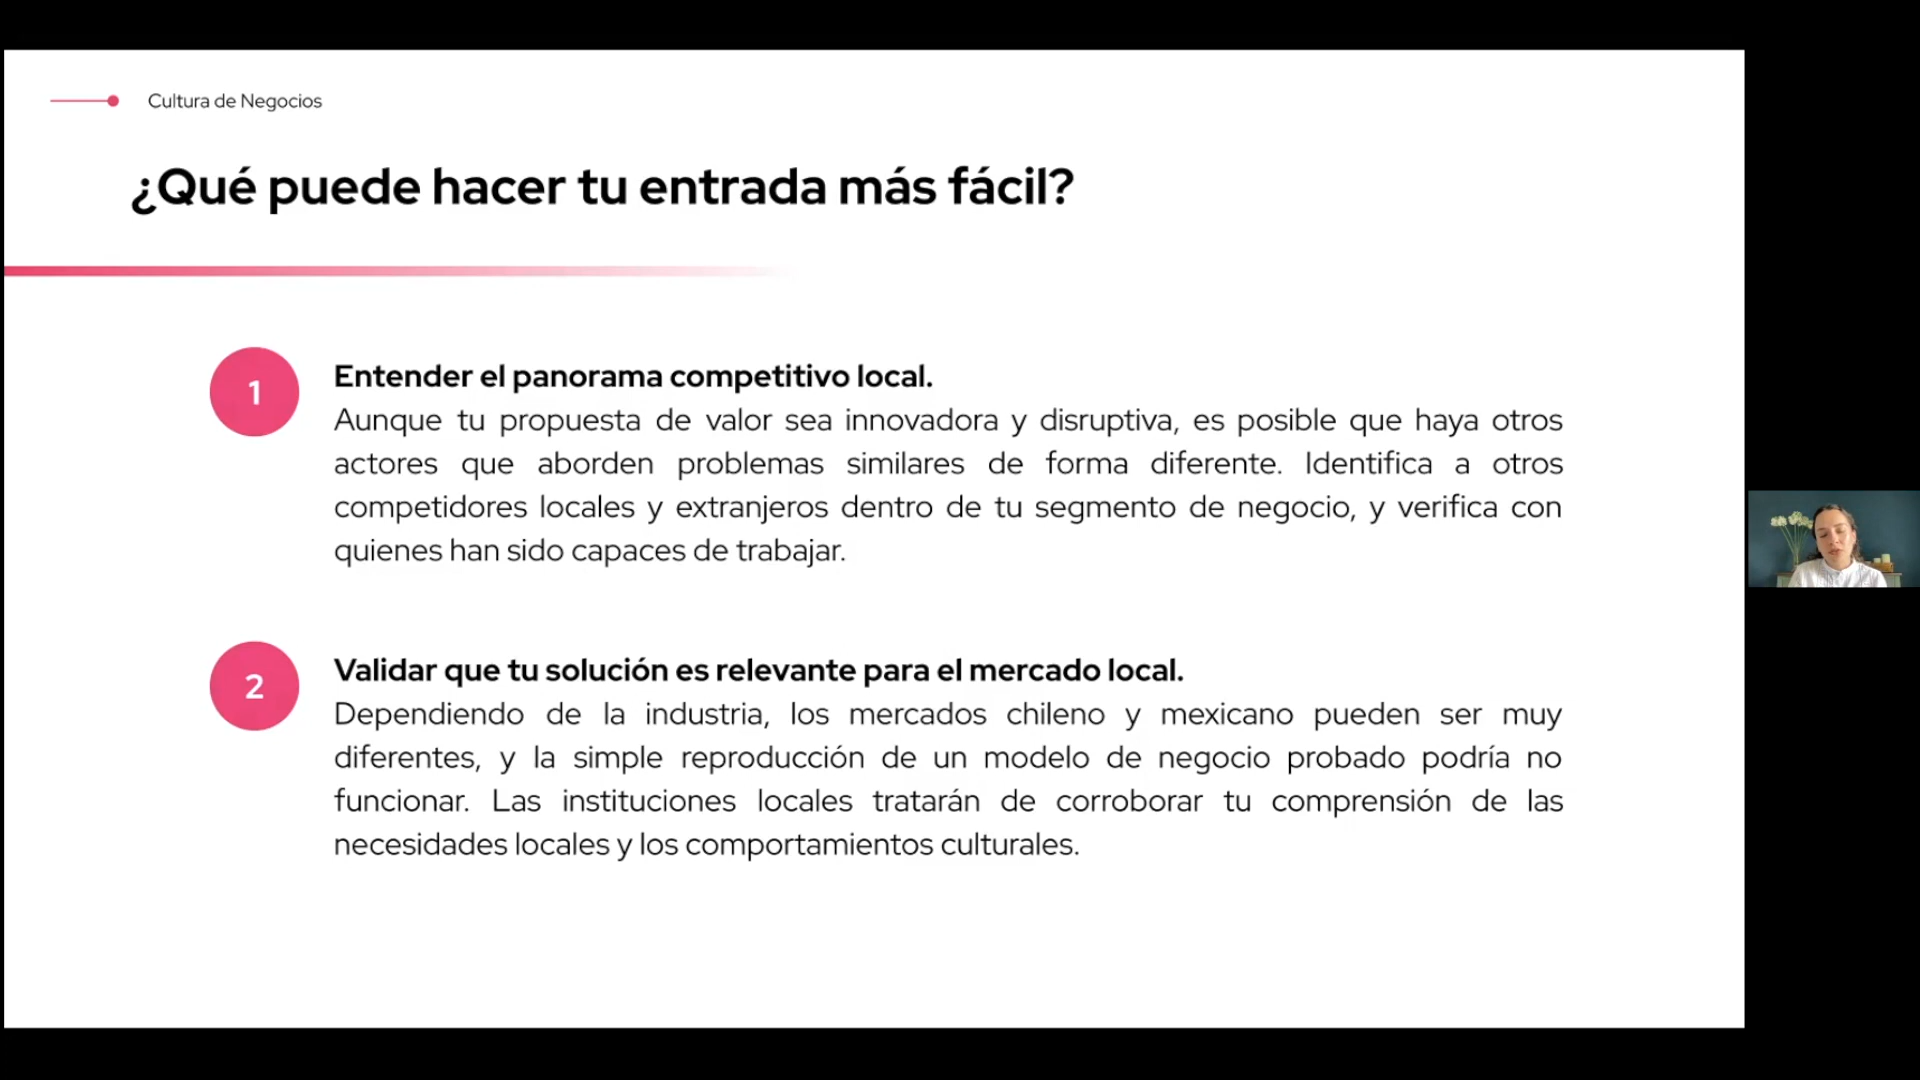 Cultura de Negocios
¿Qué puede hacer tu entrada más fácil?
1
Entender el panorama competitivo local.
Aunque tu propuesta de valor sea innovadora y disruptiva, es posible que haya otros
actores que aborden problemas similares de forma diferente. Identifica a otros
competidores locales y extranjeros dentro de tu segmento de negocio, y verifica con
quienes han sido capaces de trabajar.
2
Validar que tu solución es relevante para el mercado local.
Dependiendo de la industria, los mercados chileno y mexicano pueden ser muy
diferentes, y la simple reproducción de un modelo de negocio probado podría no
funcionar. Las instituciones locales tratarán de corroborar tu comprensión de las
necesidades locales y los comportamientos culturales.